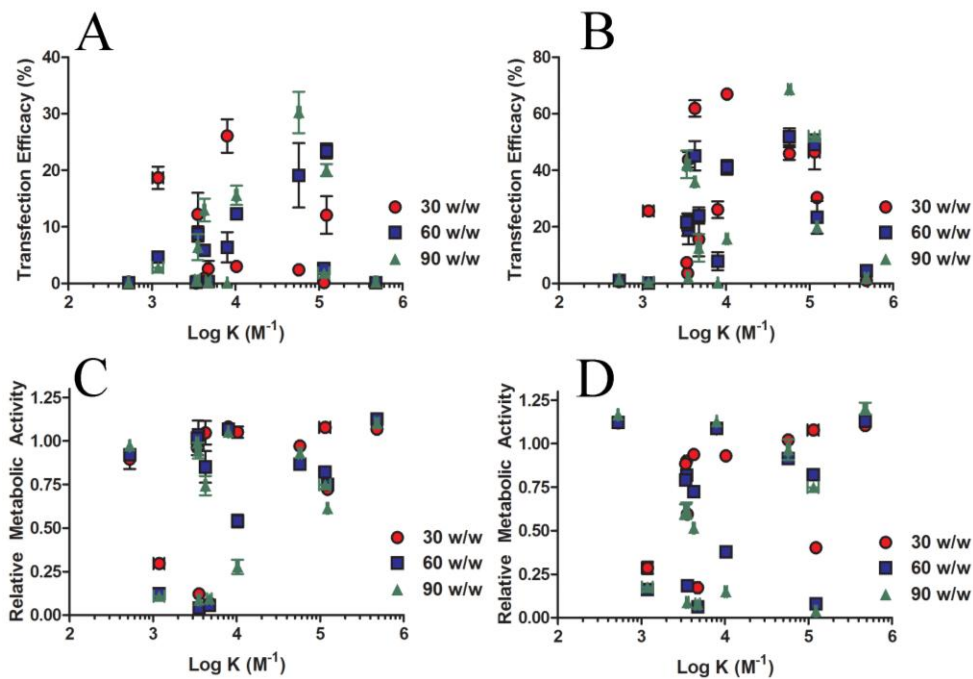 A
Transfection Efficacy (%)
40
30
20
10
0
2 3 4 5 6
Log K (M⁻¹)
30 w/w
60 w/w
90 w/w
B
Transfection Efficacy (%)
80
60
40
20
0
2 3 4 5 6
Log K (M⁻¹)
30 w/w
60 w/w
90 w/w
C
Relative Metabolic Activity
1.25
1.00
0.75
0.50
0.25
0.00
2 3 4 5 6
Log K (M⁻¹)
30 w/w
60 w/w
90 w/w
D
Relative Metabolic Activity
1.25
1.00
0.75
0.50
0.25
0.00
2 3 4 5 6
Log K (M⁻¹)
30 w/w
60 w/w
90 w/w